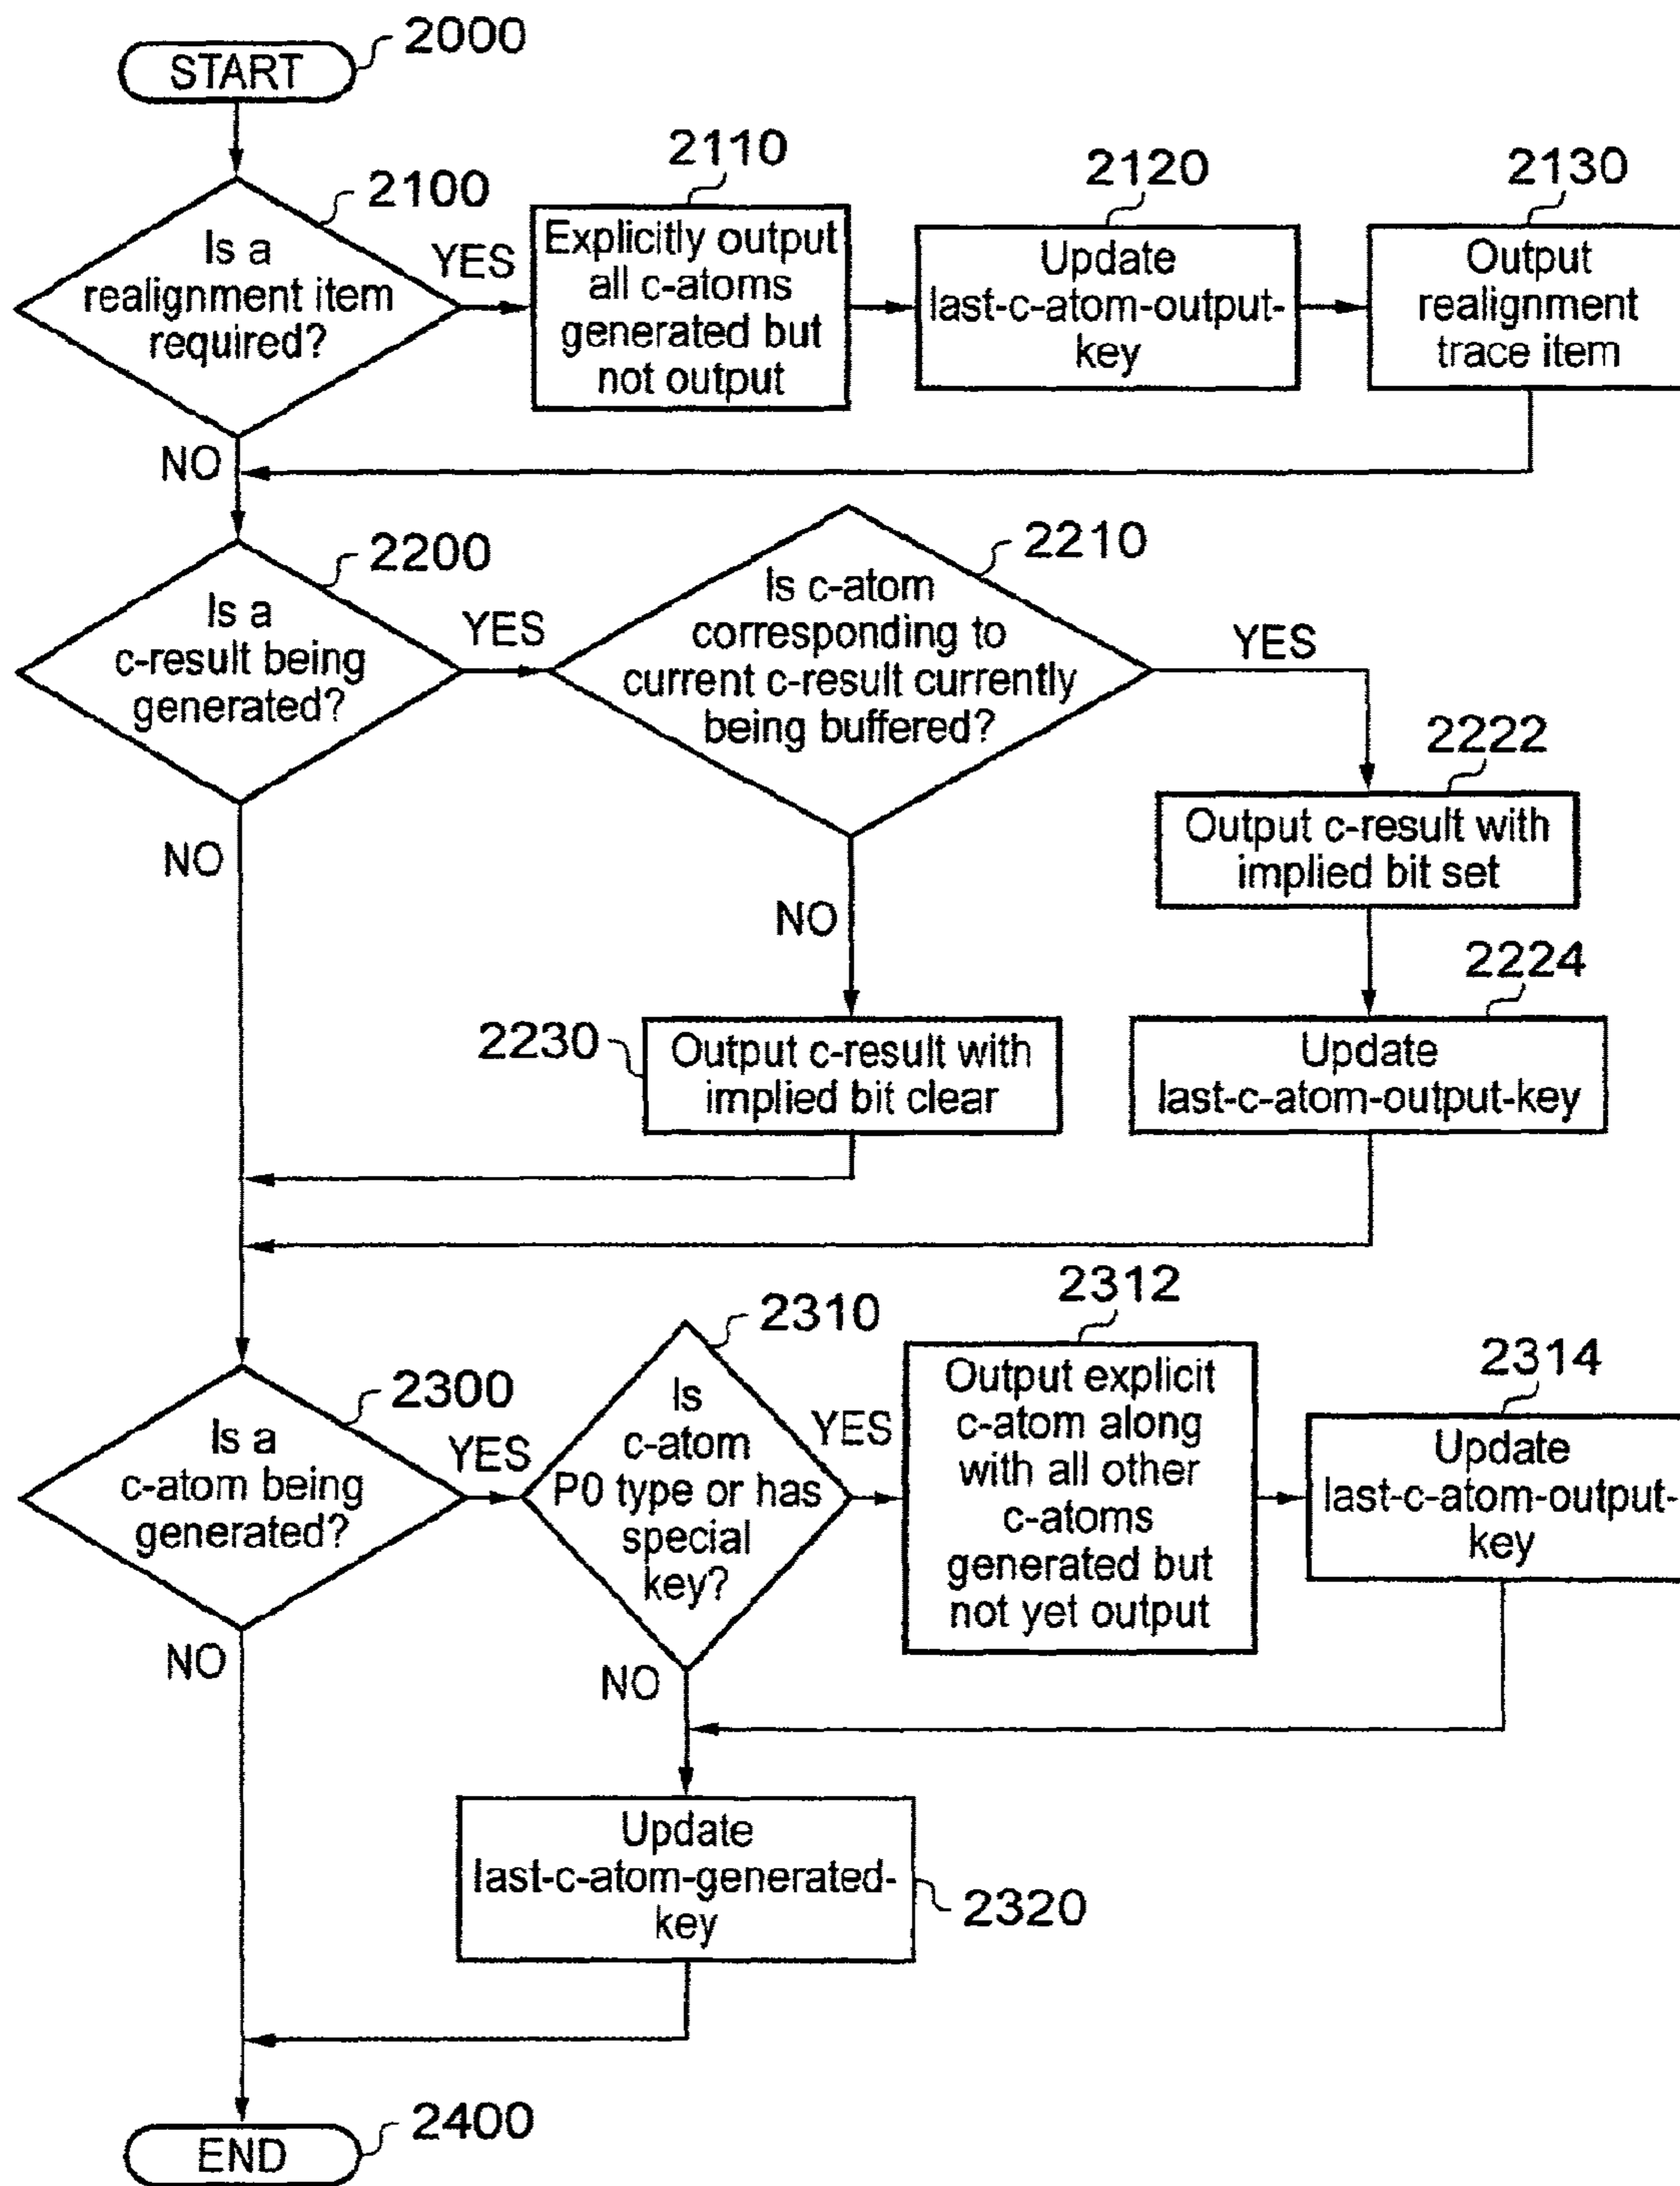 START
2000
2100
Is a
realignment item
required?
YES
2110
Explicitly output
all c-atoms
generated but
not output
2120
Update
last-c-atom-output-
key
2130
Output
realignment
trace item
NO
2200
Is a
c-result being
generated?
YES
2210
Is c-atom
corresponding to
current c-result currently
being buffered?
YES
2222
Output c-result with
implied bit set
NO
NO
2224
Update
last-c-atom-output-key
2230
Output c-result with
implied bit clear
2300
Is a
c-atom being
generated?
YES
2310
Is
c-atom
P0 type or has
special
key?
YES
2312
Output explicit
c-atom along
with all other
c-atoms
generated but
not yet output
2314
Update
last-c-atom-output-
key
NO
NO
Update
last-c-atom-generated-
key
2320
END
2400